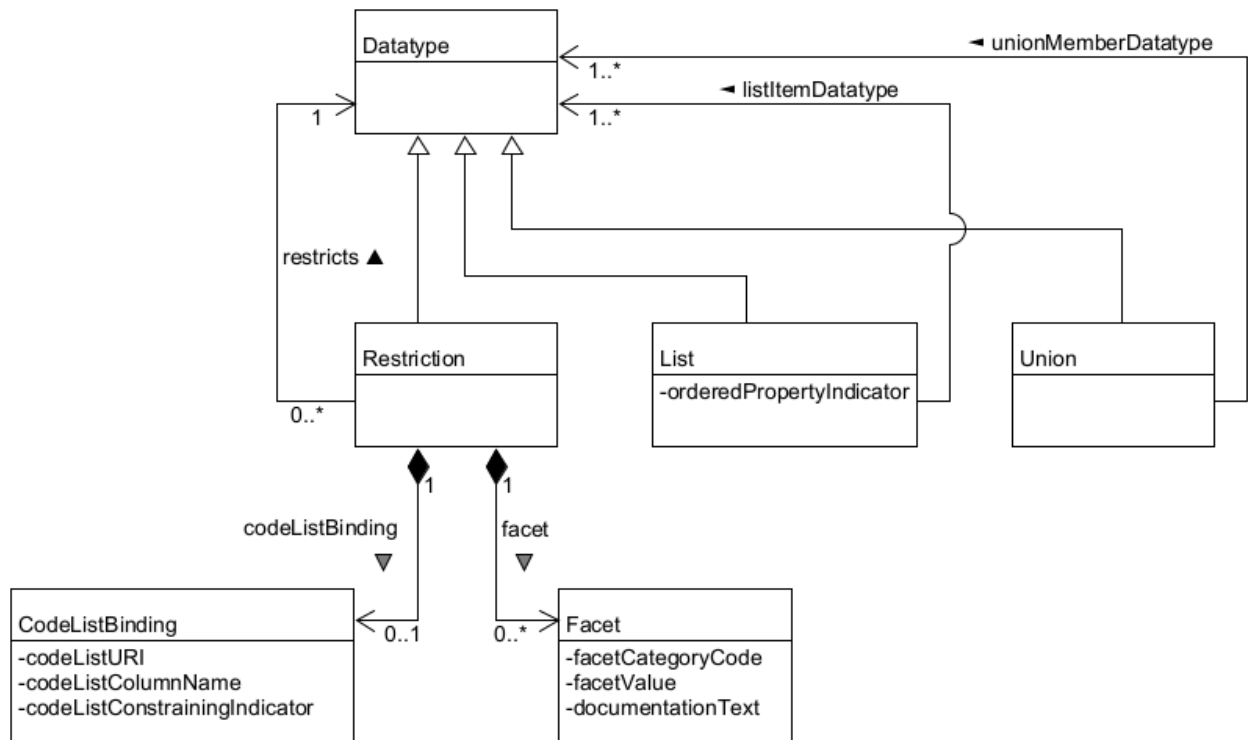 Datatype
◄ unionMemberDatatype
1..*
◄ listItemDatatype
1
1..*
restricts ▲
Restriction
List
Union
-orderedPropertyIndicator
0..*
1
1
codeListBinding
facet
▼
▼
CodeListBinding
0..1
0..*
Facet
-codeListURI
-codeListColumnName
-codeListConstrainingIndicator
-facetCategoryCode
-facetValue
-documentationText